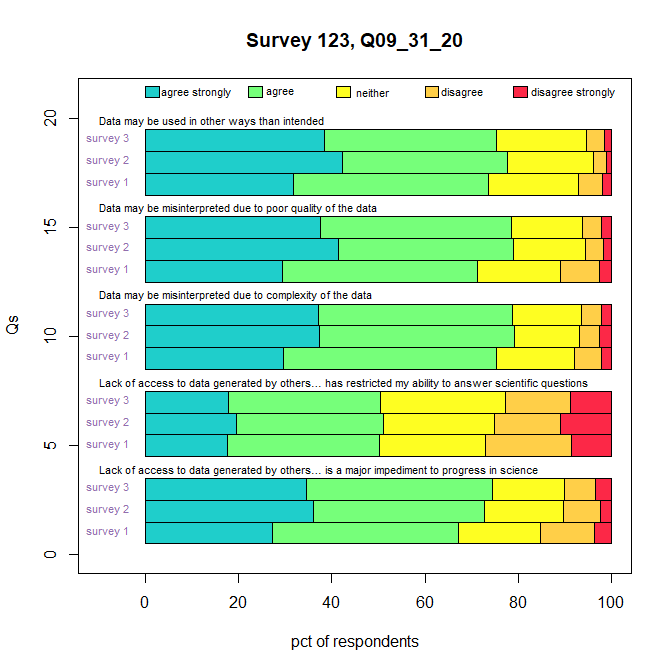 Survey 123, Q09_31_20
agree strongly agree neither disagree disagree strongly
Data may be used in other ways than intended
survey 3
survey 2
survey 1
Data may be misinterpreted due to poor quality of the data
survey 3
survey 2
survey 1
Data may be misinterpreted due to complexity of the data
survey 3
survey 2
survey 1
Lack of access to data generated by others... has restricted my ability to answer scientific questions
survey 3
survey 2
survey 1
Lack of access to data generated by others... is a major impediment to progress in science
survey 3
survey 2
survey 1
20
15
10
5
0
Qs
0 20 40 60 80 100
pct of respondents